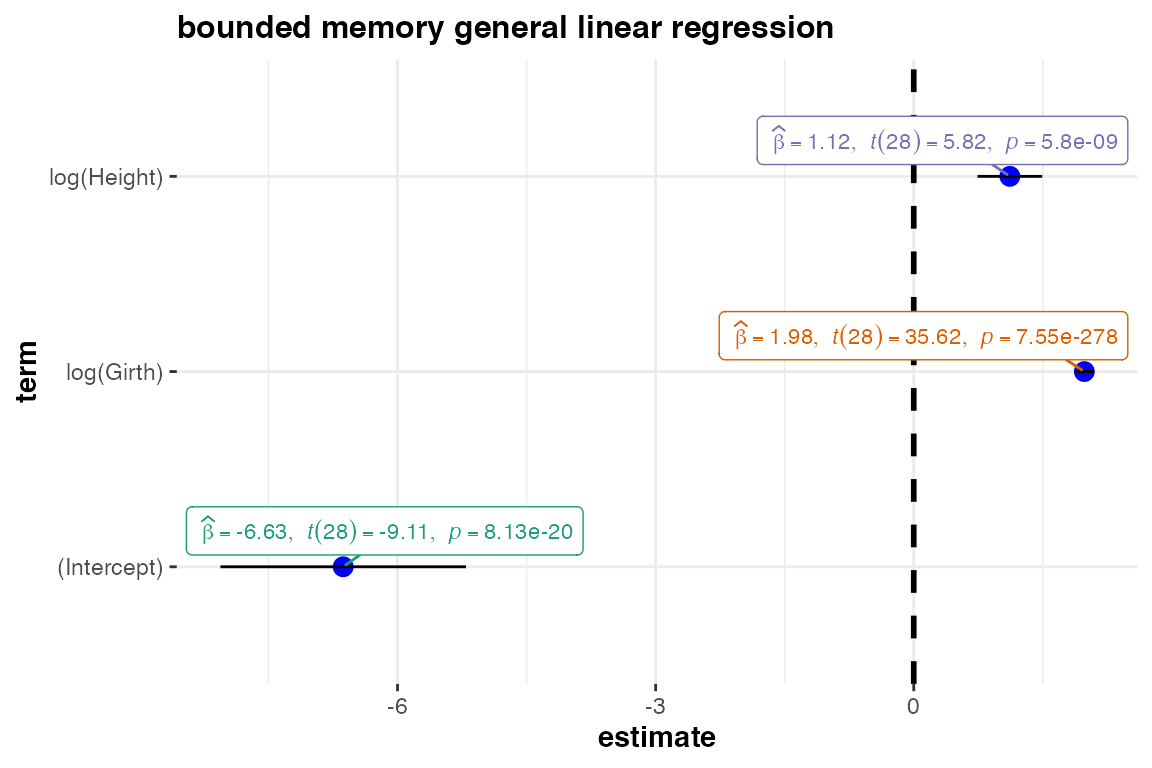 bounded memory general linear regression
β̂ = 1.12, t(28) = 5.82, p = 5.8e-09
log(Height)
β̂ = 1.98, t(28) = 35.62, p = 7.55e-278
log(Girth)
term
β̂ = -6.63, t(28) = -9.11, p = 8.13e-20
(Intercept)
-6 -3 0
estimate